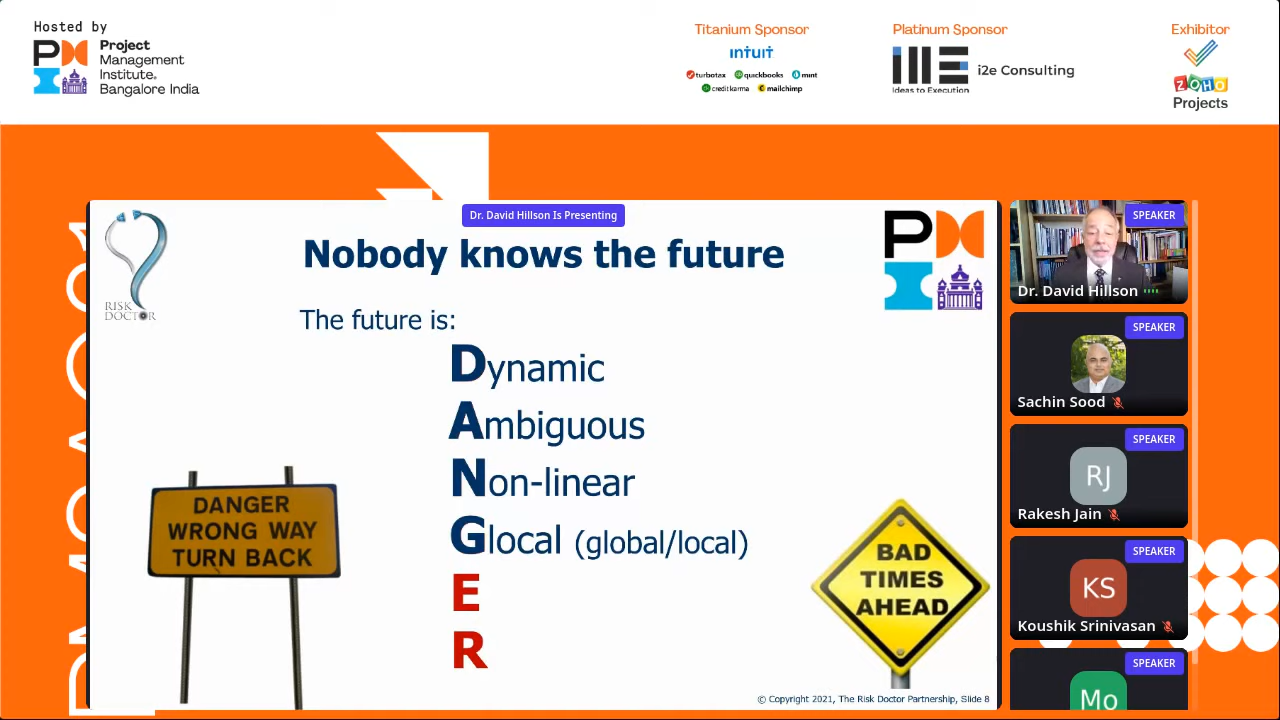 Hosted by
Project
Management
Institute.
Bangalore India
Titanium Sponsor
intuit
turbotax quickbooks mint
creditkarma mailchimp
Platinum Sponsor
i2e Consulting
Ideas to Execution
Exhibitor
ZOHO
Projects
Dr. David Hillson Is Presenting
RISK
DOCTOR
Nobody knows the future
The future is:
Dynamic
Ambiguous
Non-linear
Glocal (global/local)
E
R
DANGER
WRONG WAY
TURN BACK
BAD
TIMES
AHEAD
© Copyright 2021, The Risk Doctor Partnership, Slide 8
SPEAKER
Dr. David Hillson
SPEAKER
Sachin Sood
SPEAKER
RJ
Rakesh Jain
SPEAKER
KS
Koushik Srinivasan
SPEAKER
Mo